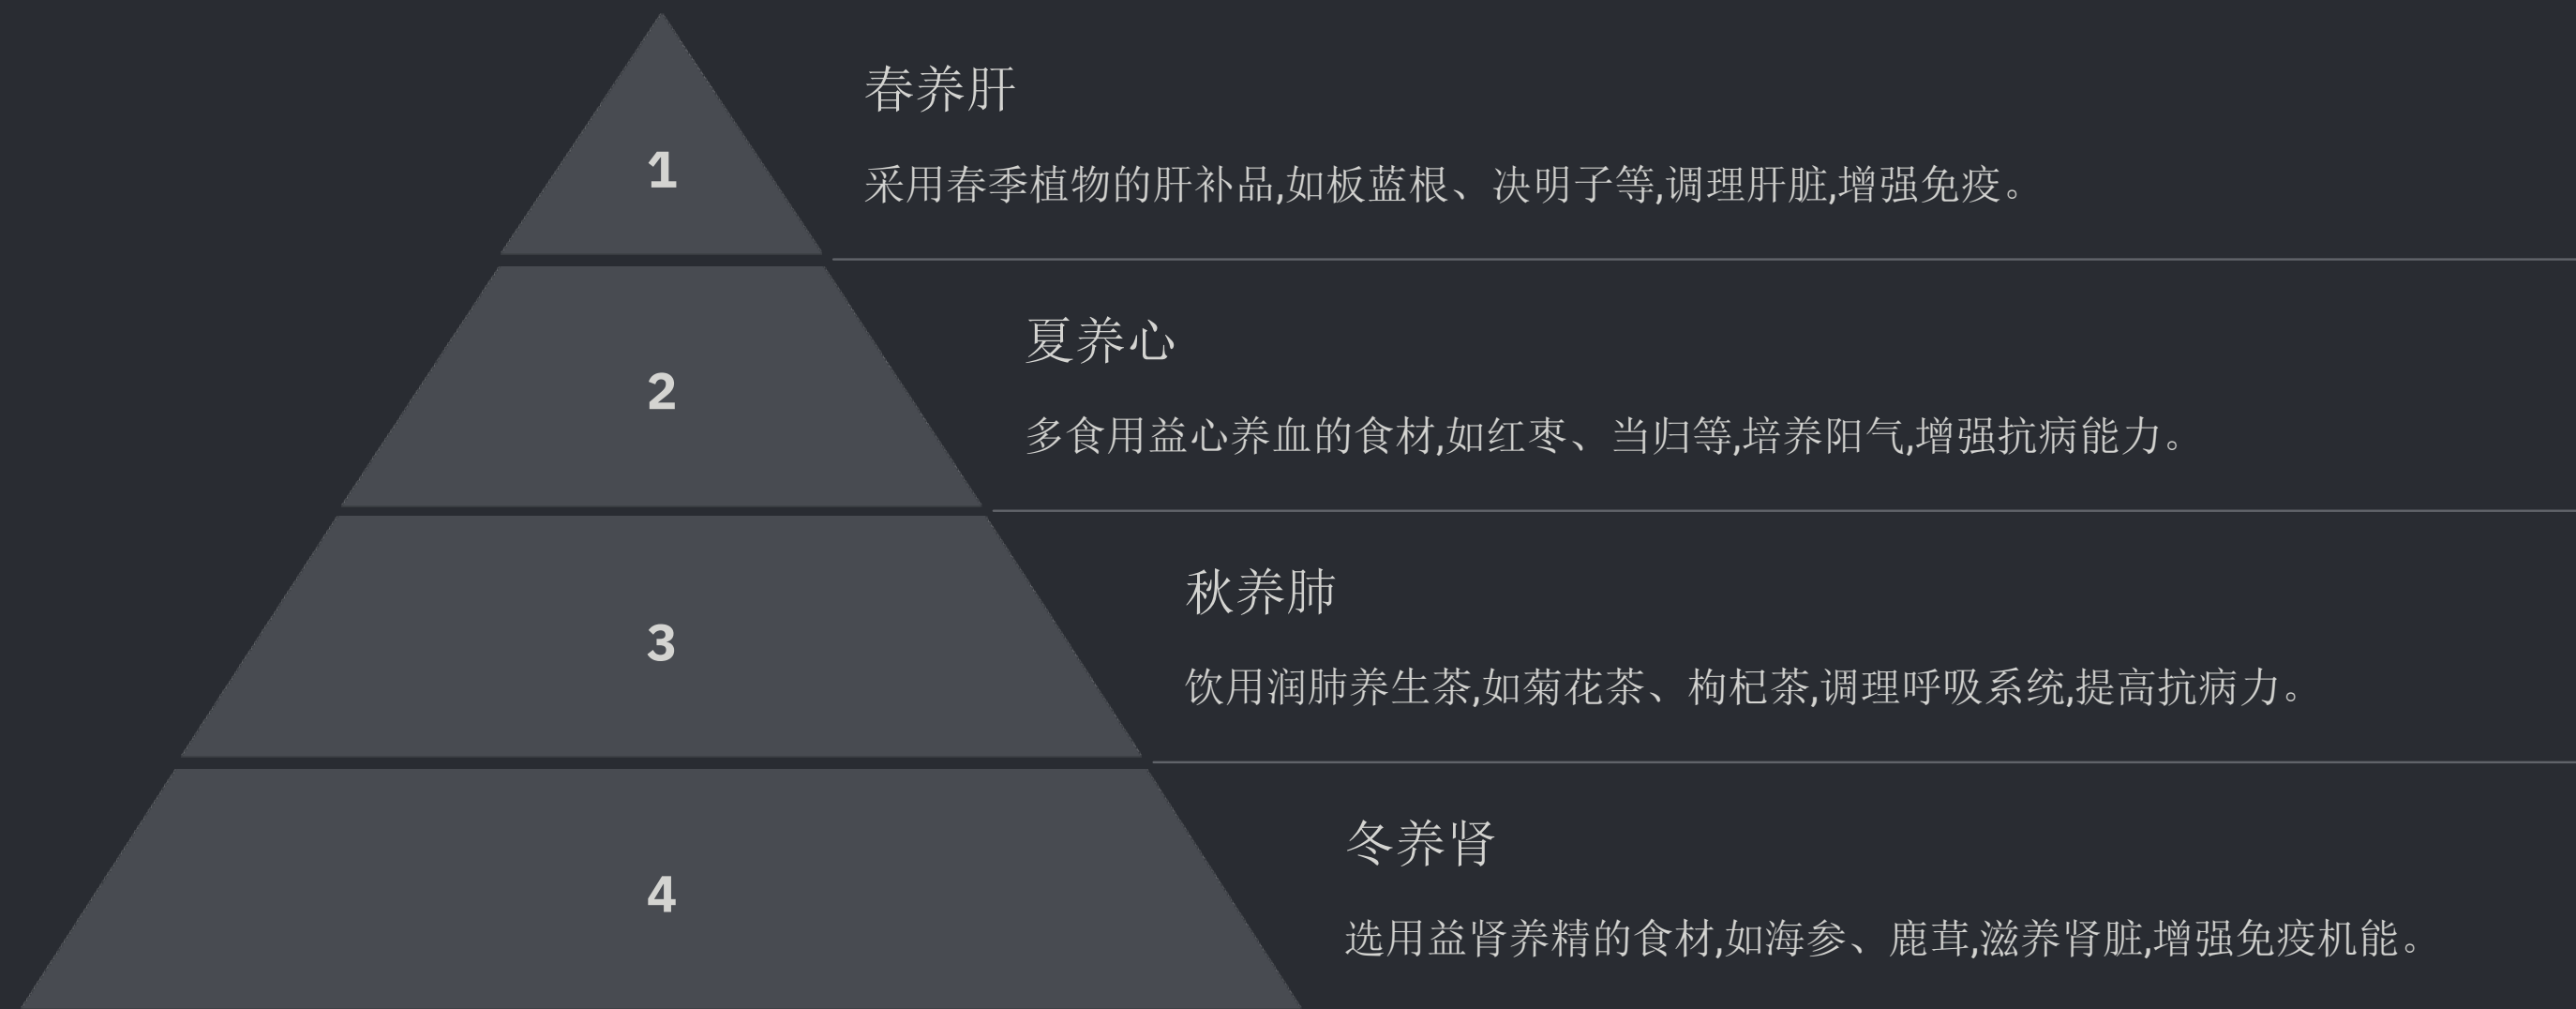 春养肝
1
采用春季植物的肝补品,如板蓝根、决明子等,调理肝脏,增强免疫。
夏养心
2
多食用益心养血的食材,如红枣、当归等,培养阳气,增强抗病能力。
秋养肺
3
饮用润肺养生茶,如菊花茶、枸杞茶,调理呼吸系统,提高抗病力。
冬养肾
4
选用益肾养精的食材,如海参、鹿茸,滋养肾脏,增强免疫机能。